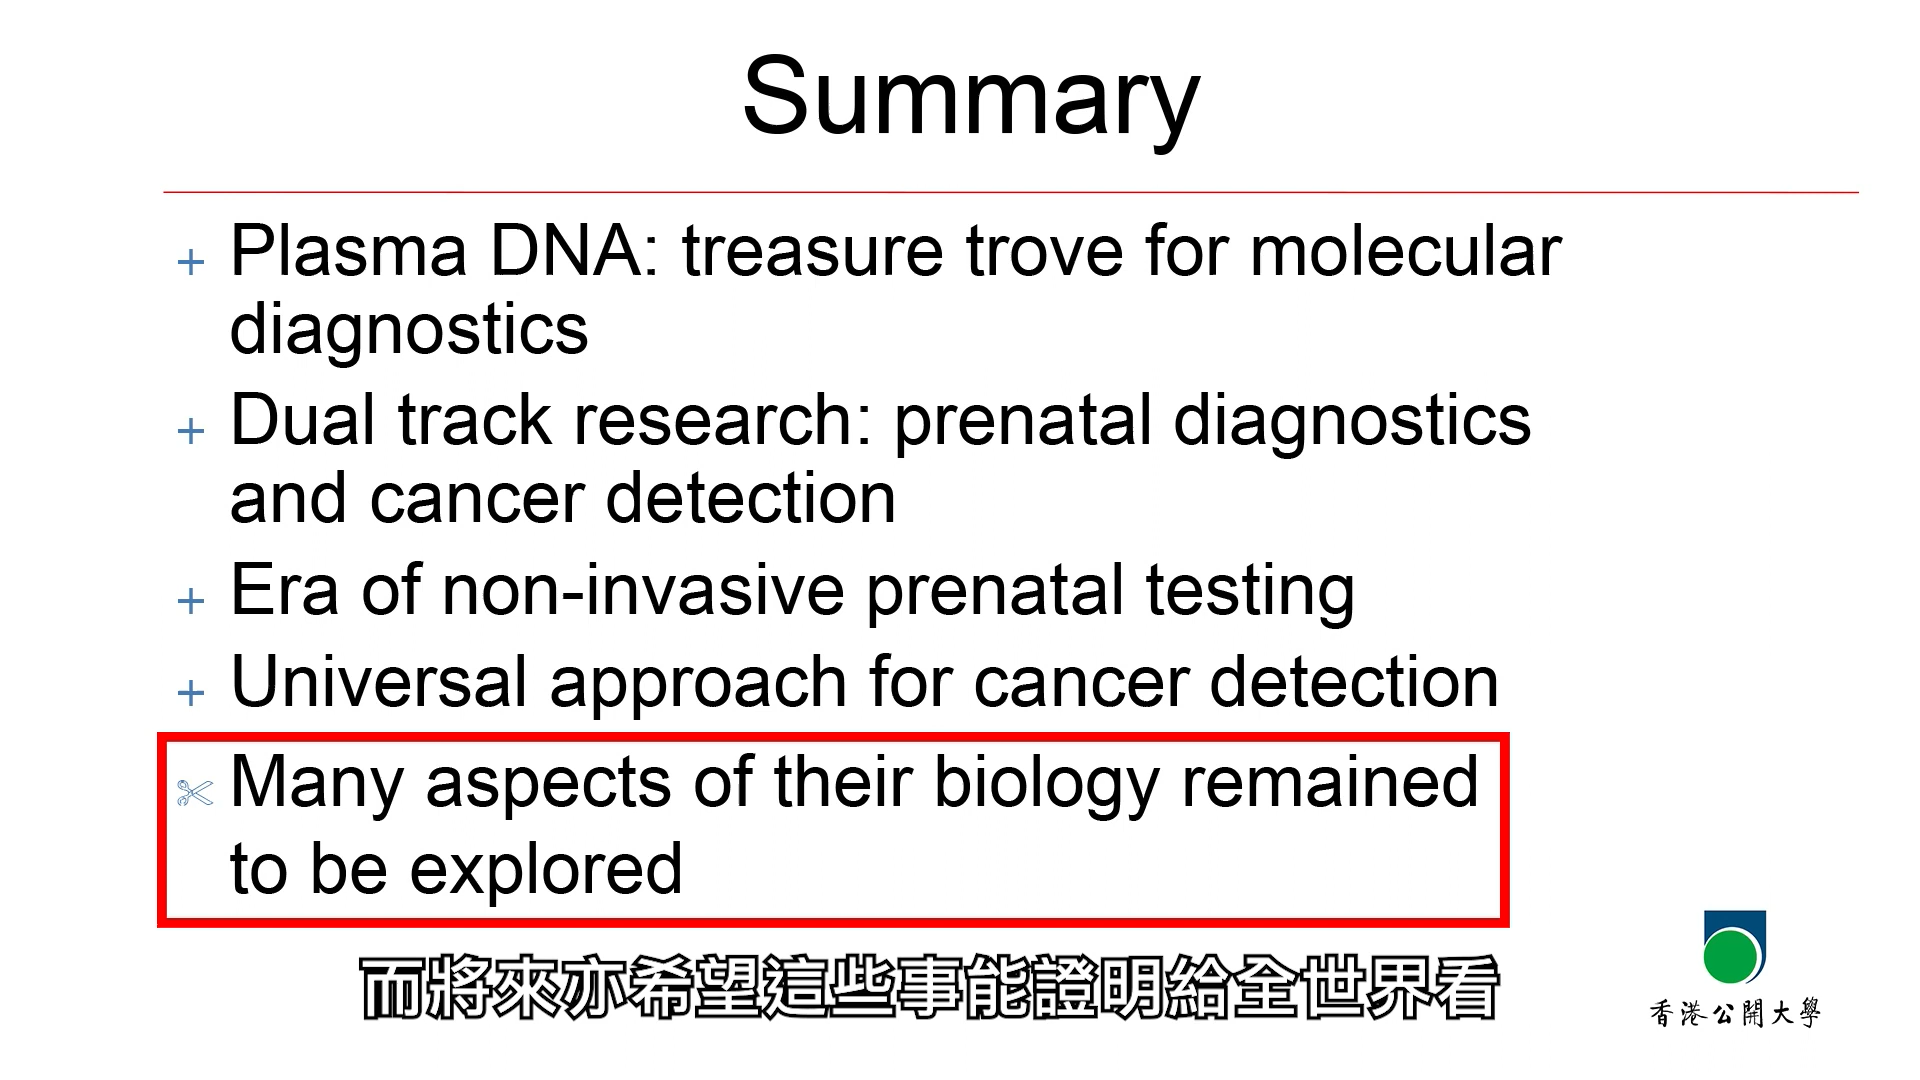 Summary
+ Plasma DNA: treasure trove for molecular
diagnostics
+ Dual track research: prenatal diagnostics
and cancer detection
+ Era of non-invasive prenatal testing
+ Universal approach for cancer detection
✂ Many aspects of their biology remained
to be explored
而將來亦希望這些事能證明給全世界看
香港公開大學